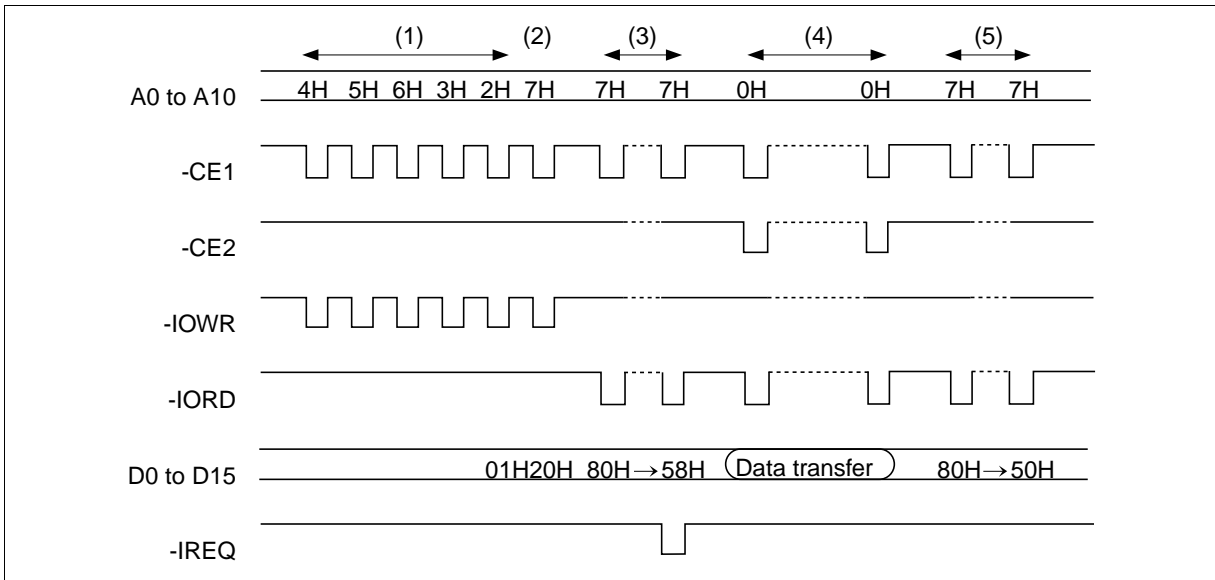 (1) (2) (3) (4) (5)
A0 to A10 4H 5H 6H 3H 2H 7H 7H 7H 0H 0H 7H 7H
-CE1
-CE2
-IOWR
-IORD
D0 to D15 01H20H 80H→58H Data transfer 80H→50H
-IREQ